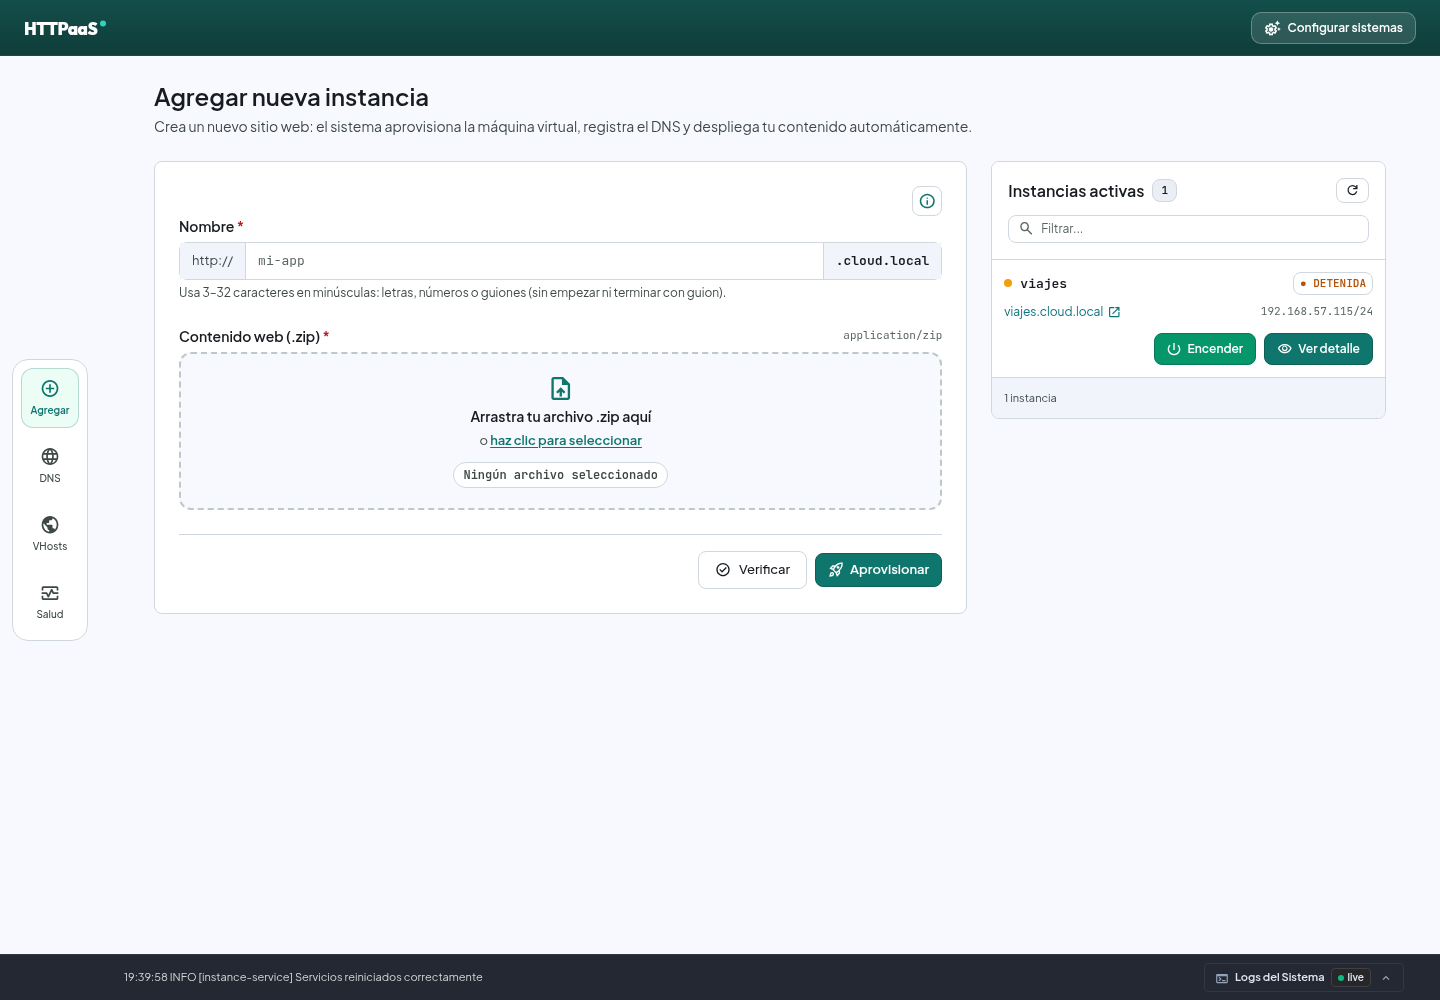 HTTPaaS
Configurar sistemas
Agregar nueva instancia
Crea un nuevo sitio web: el sistema aprovisiona la máquina virtual, registra el DNS y despliega tu contenido automáticamente.
Nombre *
http://
mi-app
.cloud.local
Usa 3–32 caracteres en minúsculas: letras, números o guiones (sin empezar ni terminar con guion).
Contenido web (.zip) *
application/zip
Arrastra tu archivo .zip aquí
o haz clic para seleccionar
Ningún archivo seleccionado
Verificar
Aprovisionar
Instancias activas 1
Filtrar...
viajes
DETENIDA
viajes.cloud.local
192.168.57.115/24
Encender
Ver detalle
1 instancia
Agregar
DNS
VHosts
Salud
19:39:58 INFO [instance-service] Servicios reiniciados correctamente
Logs del Sistema
live